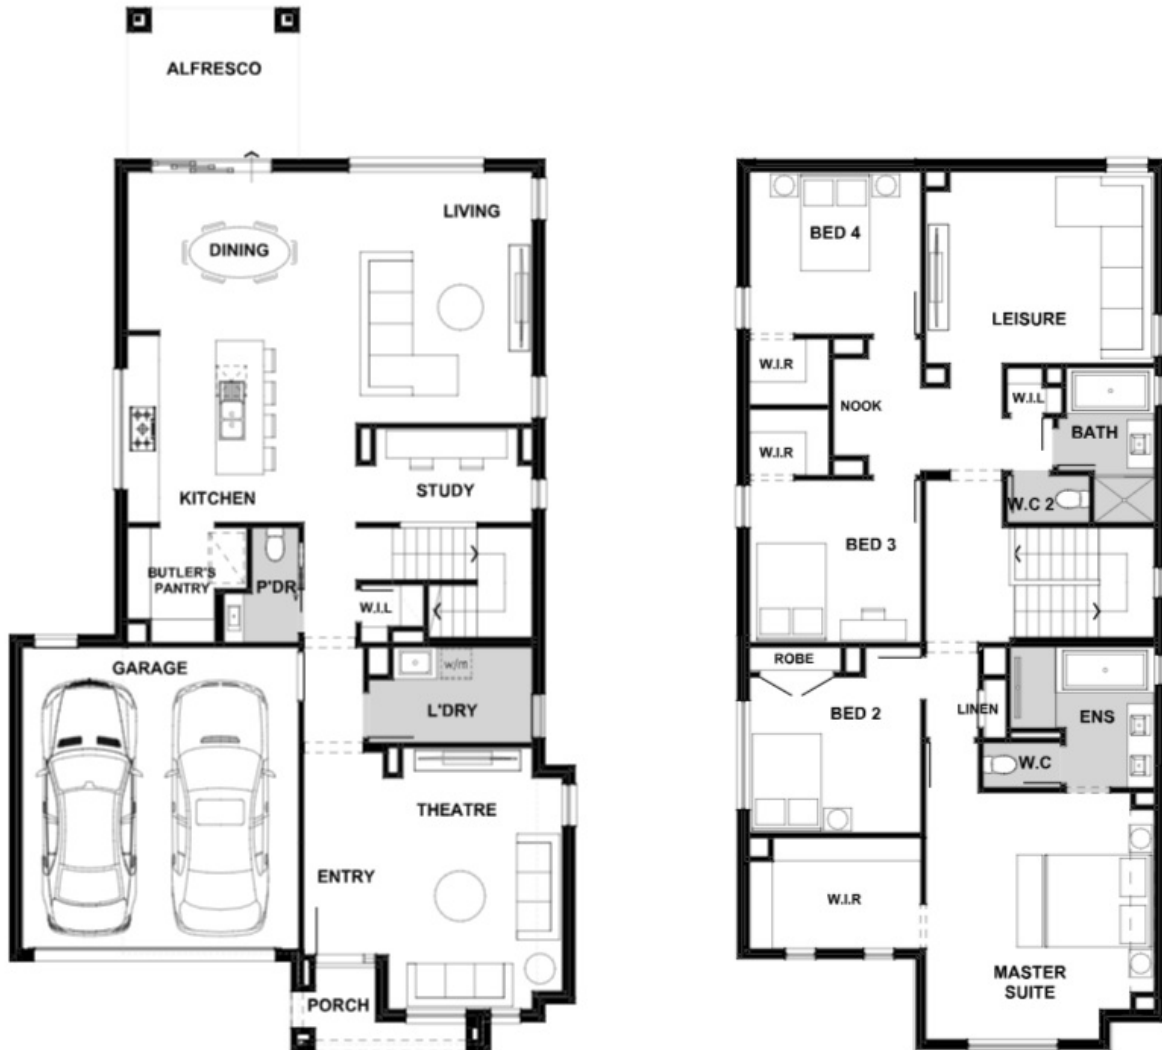 ALFRESCO
LIVING
DINING
KITCHEN
STUDY
BUTLER'S
PANTRY
P'DR
W.I.L
GARAGE
w/m
L'DRY
THEATRE
ENTRY
PORCH
BED 4
LEISURE
W.I.R
NOOK
W.I.L
BATH
W.I.R
W.C 2
BED 3
ROBE
BED 2
LINEN
ENS
W.C
W.I.R
MASTER
SUITE